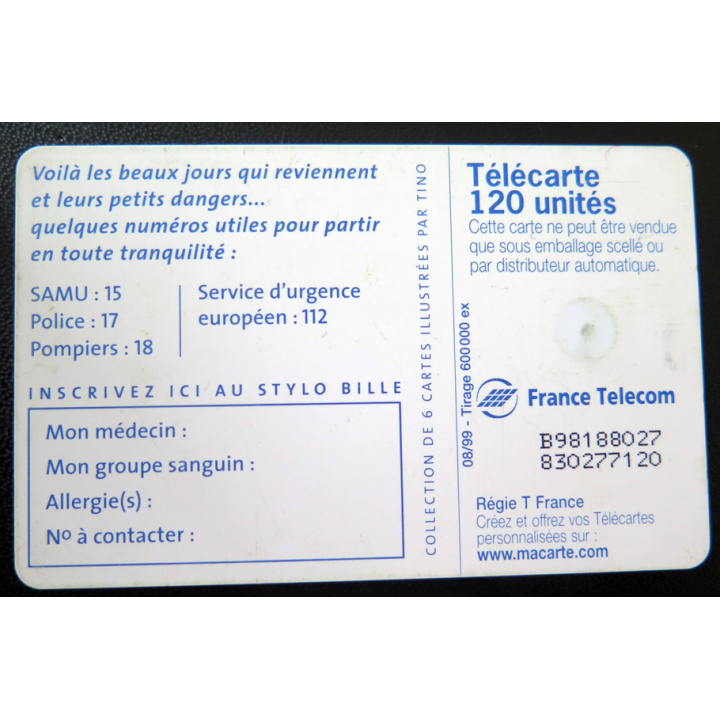 Voilà les beaux jours qui reviennent
et leurs petits dangers...
quelques numéros utiles pour partir
en toute tranquilité :
SAMU : 15
Police : 17
Pompiers : 18
Service d'urgence
européen : 112
INSCRIVEZ ICI AU STYLO BILLE
Mon médecin :
Mon groupe sanguin :
Allergie(s) :
Nº à contacter :
COLLECTION DE 6 CARTES ILLUSTRÉES PAR TINO
Télécarte
120 unités
Cette carte ne peut être vendue
que sous emballage scellé ou
par distributeur automatique.
08/99 - Tirage 600 000 ex
France Telecom
B98188027
830277120
Régie T France
Créez et offrez vos Télécartes
personnalisées sur :
www.macarte.com